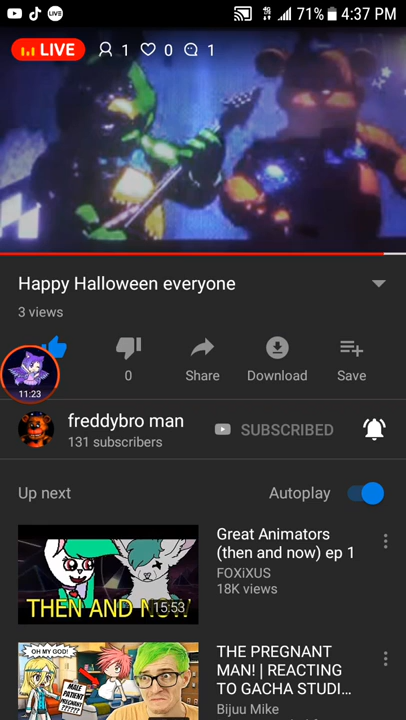 LIVE
71% 4:37 PM
LIVE 1 0 1
Happy Halloween everyone
3 views
0 Share Download Save
11:23
freddybro man
131 subscribers
SUBSCRIBED
Up next
Autoplay
Great Animators
(then and now) ep 1
FOXiXUS
18K views
THEN AND NOW
15:53
THE PREGNANT
MAN! | REACTING
TO GACHA STUDI...
Bijuu Mike
OH MY GOD!
MALE
PATIENT
PREGNANT
??????